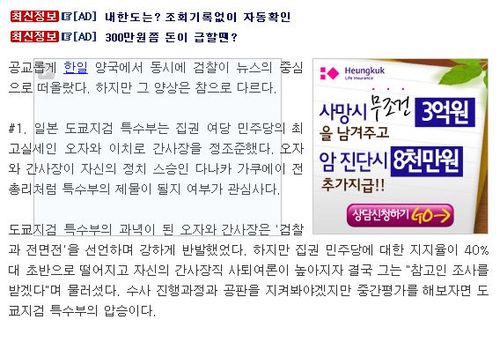 최신정보 ☞[AD] 내한도는? 조회기록없이 자동확인
최신정보 ☞[AD] 300만원쯤 돈이 급할땐?
공교롭게 한일 양국에서 동시에 검찰이 뉴스의 중심
으로 떠올랐다. 하지만 그 양상은 참으로 다르다.
#1. 일본 도쿄지검 특수부는 집권 여당 민주당의 최
고실세인 오자와 이치로 간사장을 정조준했다. 오자
와 간사장이 자신의 정치 스승인 다나카 가쿠에이 전
총리처럼 특수부의 제물이 될지 여부가 관심사다.
Heungkuk
Life Insurance
사망시 무조건 3억원
을 남겨주고
암 진단시 8천만원
추가지급!!
상담신청하기 GO→
도쿄지검 특수부의 과녁이 된 오자와 간사장은 '검찰
과 전면전'을 선언하며 강하게 반발했었다. 하지만 집권 민주당에 대한 지지율이 40%
대 초반으로 떨어지고 자신의 간사장직 사퇴여론이 높아지자 결국 그는 "참고인 조사를
받겠다"며 물러섰다. 수사 진행과정과 공판을 지켜봐야겠지만 중간평가를 해보자면 도
쿄지검 특수부의 압승이다.